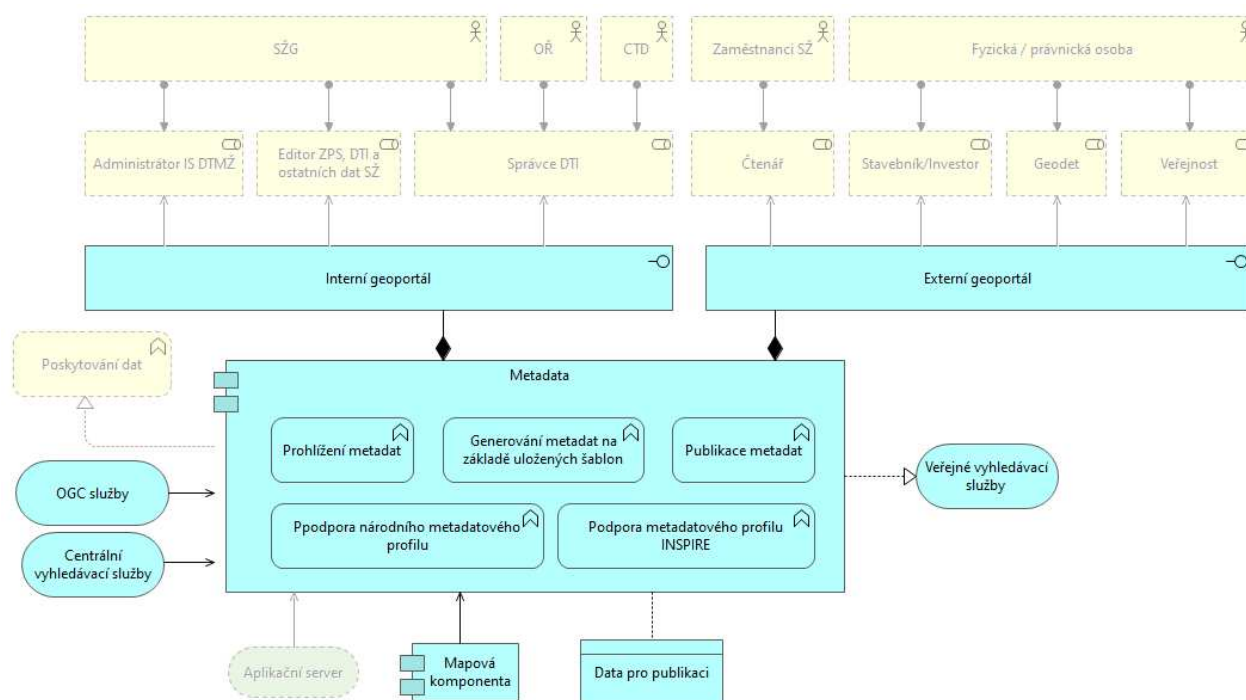 SŽG
OŘ
CTD
Zaměstnanci SŽ
Fyzická / právnická osoba
Administrátor IS DTMŽ
Editor ZPS, DTI a
ostatních dat SŽ
Správce DTI
Čtenář
Stavebník/Investor
Geodet
Veřejnost
Interní geoportál
Externí geoportál
Poskytování dat
Metadata
Prohlížení metadat
Generování metadat na
základě uložených šablon
Publikace metadat
Veřejné vyhledávací
služby
OGC služby
Ppodpora národního metadatového
profilu
Podpora metadatového profilu
INSPIRE
Centrální
vyhledávací služby
Aplikační server
Mapová
komponenta
Data pro publikaci